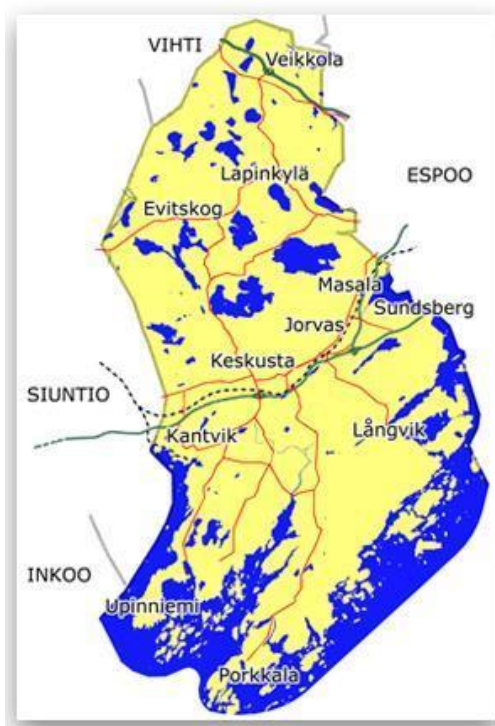 VIHTI
Veikkola
Lapinkylä
ESPOO
Evitskog
Masala
Sundsberg
Jorvas
Keskusta
SIUNTIO
Kantvik
Långvik
INKOO
Upinniemi
Porkkala